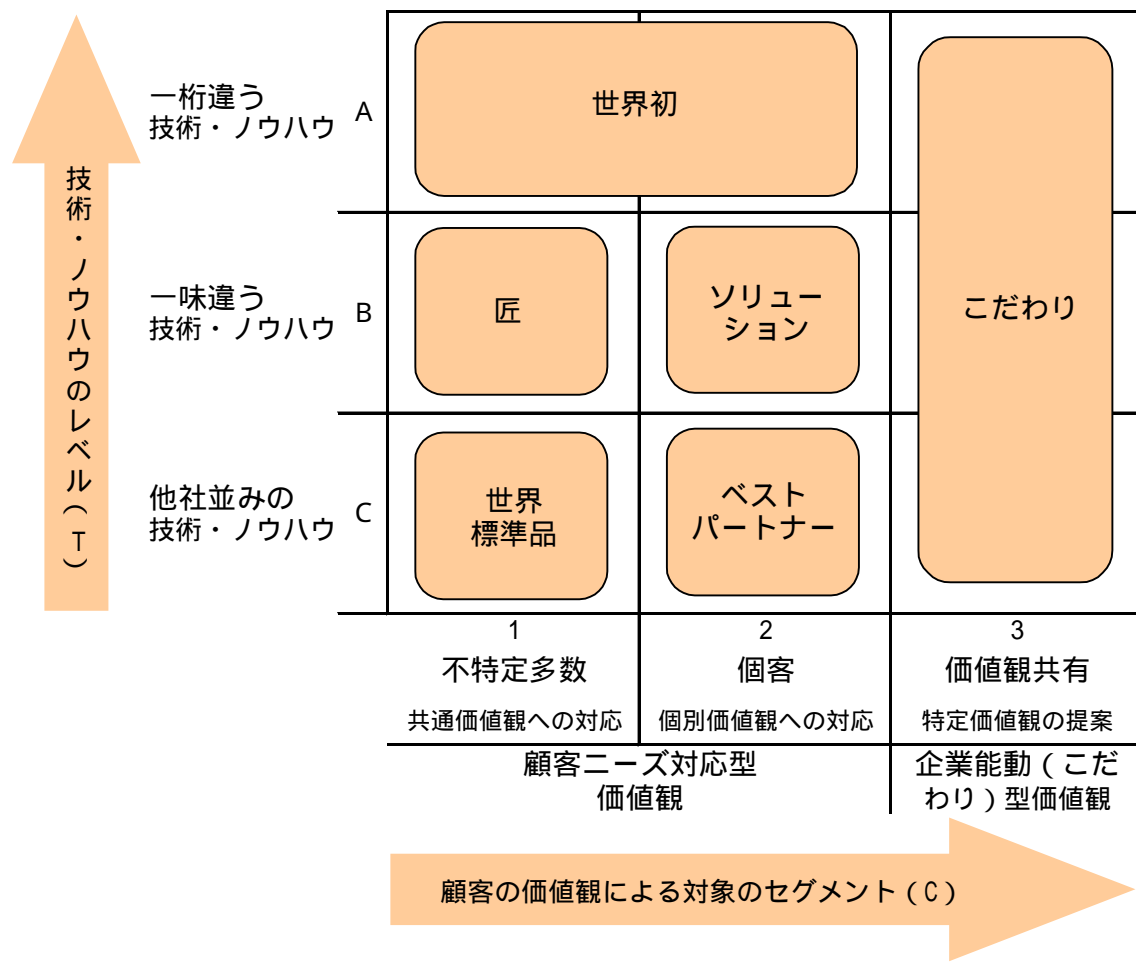 技術・ノウハウのレベル(T)
一桁違う
技術・ノウハウ
A
世界初
一味違う
技術・ノウハウ
B
匠
ソリュー
ション
こだわり
他社並みの
技術・ノウハウ
C
世界
標準品
ベスト
パートナー
1
2
3
不特定多数
個客
価値観共有
共通価値観への対応
個別価値観への対応
特定価値観の提案
顧客ニーズ対応型
価値観
企業能動(こだ
わり)型価値観
顧客の価値観による対象のセグメント(C)